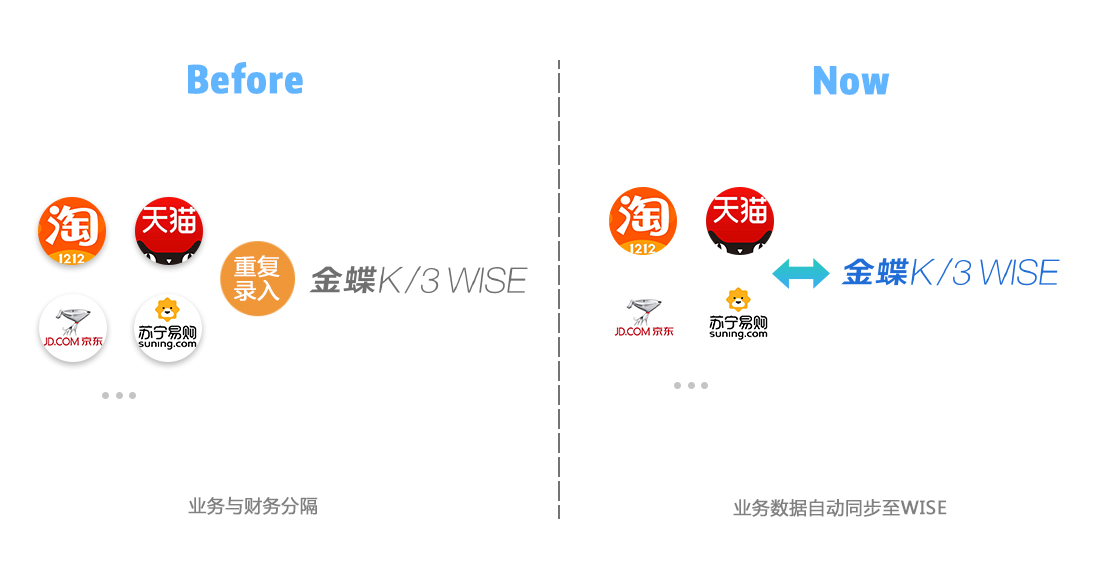 Before
淘
1212
天猫
JD.COM 京东
苏宁易购
suning.com
重复
录入
金蝶K/3 WISE
业务与财务分隔
Now
淘
1212
天猫
JD.COM 京东
苏宁易购
suning.com
金蝶K/3 WISE
业务数据自动同步至WISE